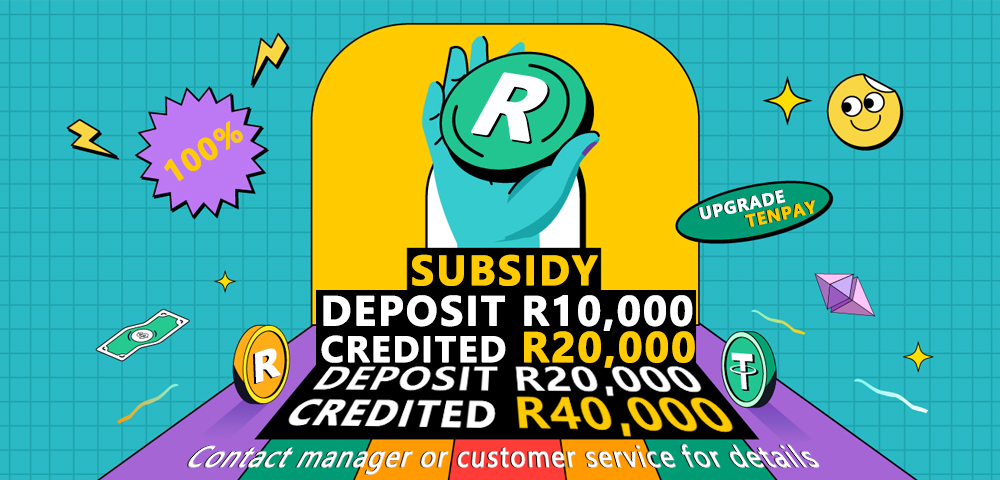 100%
R
UPGRADE
TENPAY
SUBSIDY
DEPOSIT R10,000
CREDITED R20,000
DEPOSIT R20,000
CREDITED R40,000
R
T
Contact manager or customer service for details